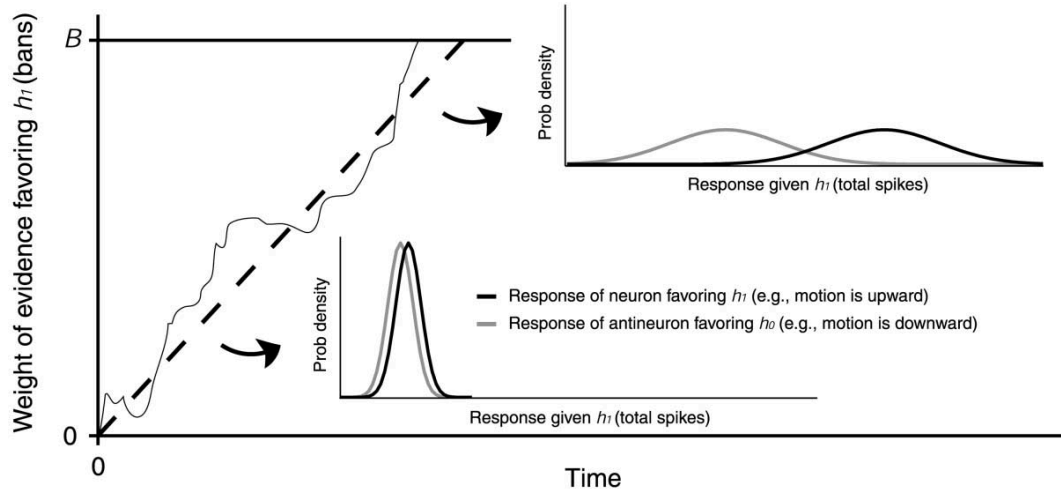 Weight of evidence favoring h₁ (bans)
B
0
0
Time
Prob density
Response given h₁ (total spikes)
Prob density
Response given h₁ (total spikes)
Response of neuron favoring h₁ (e.g., motion is upward)
Response of antineuron favoring h₀ (e.g., motion is downward)